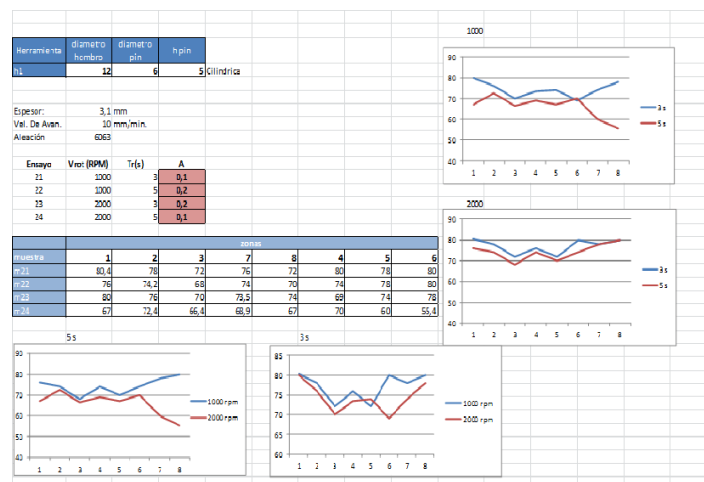 1000
Herramienta diametro hombro diametro pin h pin
h1 12 6 5 Cilindrica
Espesor: 3,1 mm
Vel. De Avan. 10 mm/min.
Aleación 6063
Ensayo Vrot (RPM) Tr(s) A
21 1000 3 0,1
22 1000 5 0,2
23 2000 3 0,2
24 2000 5 0,1
zonas
muestra 1 2 3 7 8 4 5 6
m21 80,4 78 72 76 72 80 78 80
m22 76 74,2 68 74 70 74 78 80
m23 80 76 70 73,5 74 69 74 78
m24 67 72,4 66,4 68,9 67 70 60 55,4
90
80
70
60
50
40
1 2 3 4 5 6 7 8
3 s
5 s
2000
90
80
70
60
50
40
1 2 3 4 5 6 7 8
3 s
5 s
5 s
90
80
70
60
50
40
1 2 3 4 5 6 7 8
1000 rpm
2000 rpm
3 s
85
80
75
70
65
60
1 2 3 4 5 6 7 8
1000 rpm
2000 rpm